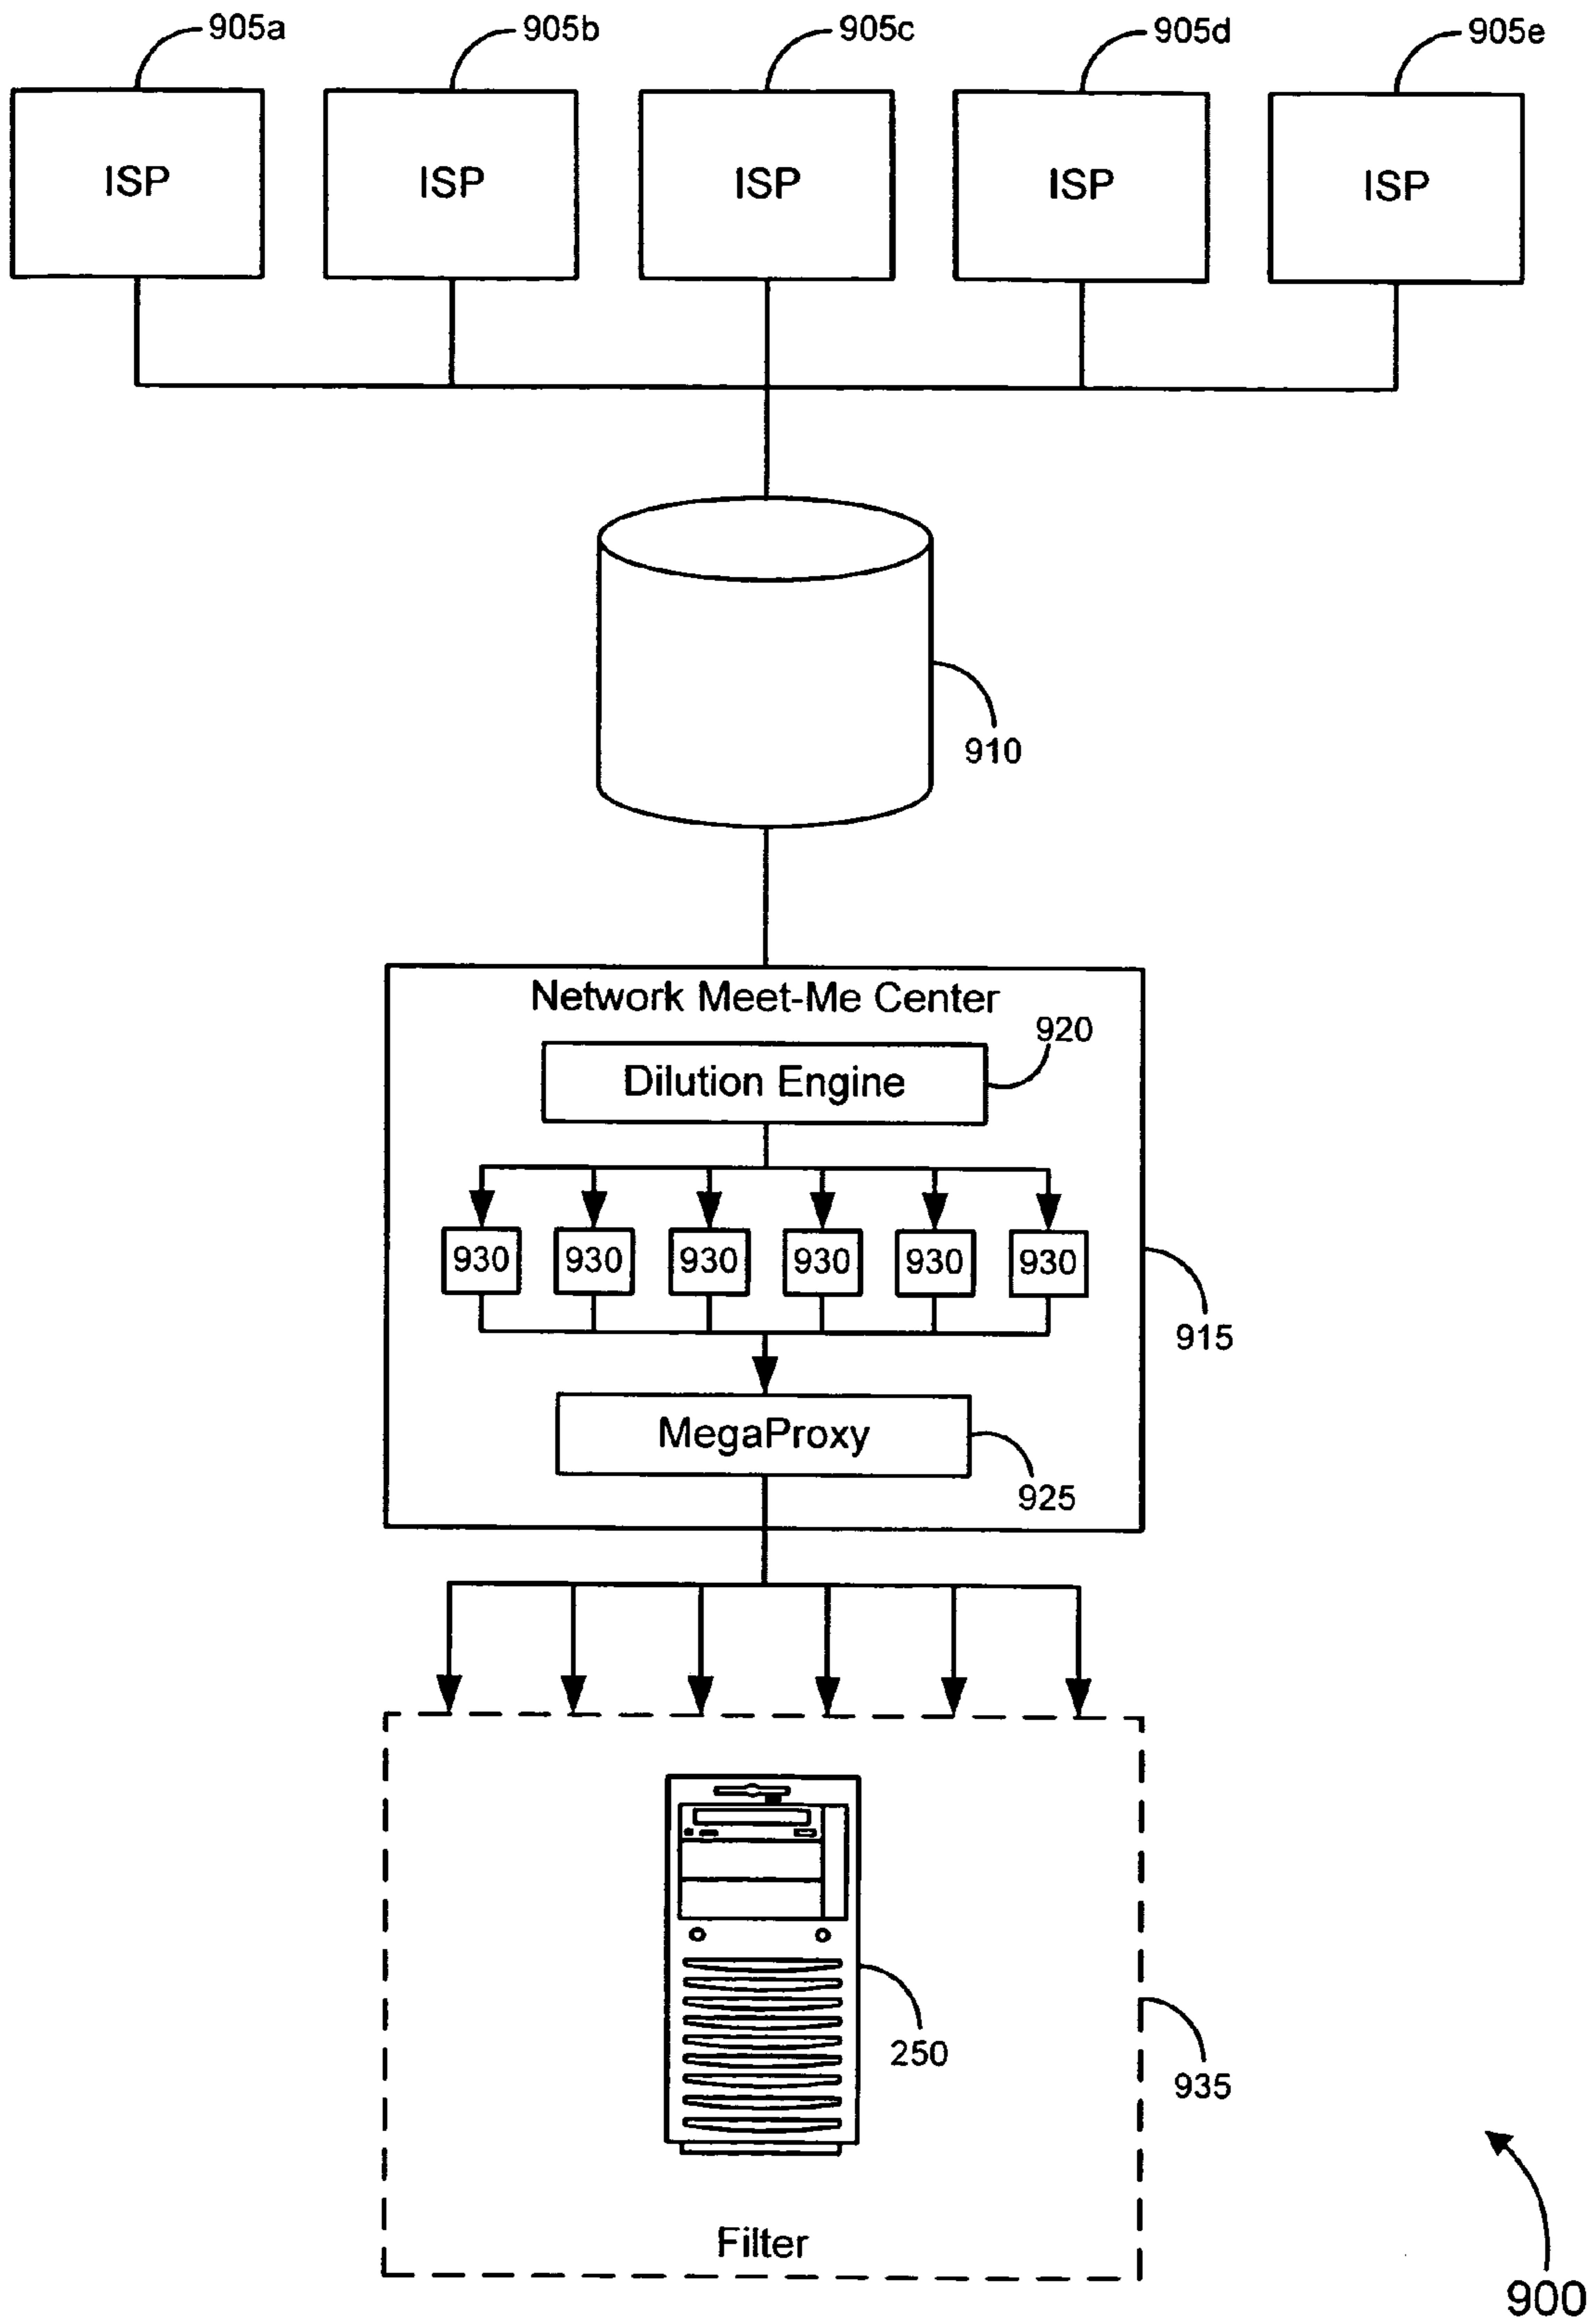 905a 905b 905c 905d 905e
ISP ISP ISP ISP ISP
910
Network Meet-Me Center
920
Dilution Engine
930 930 930 930 930 930
915
MegaProxy
925
250
935
Filter
900